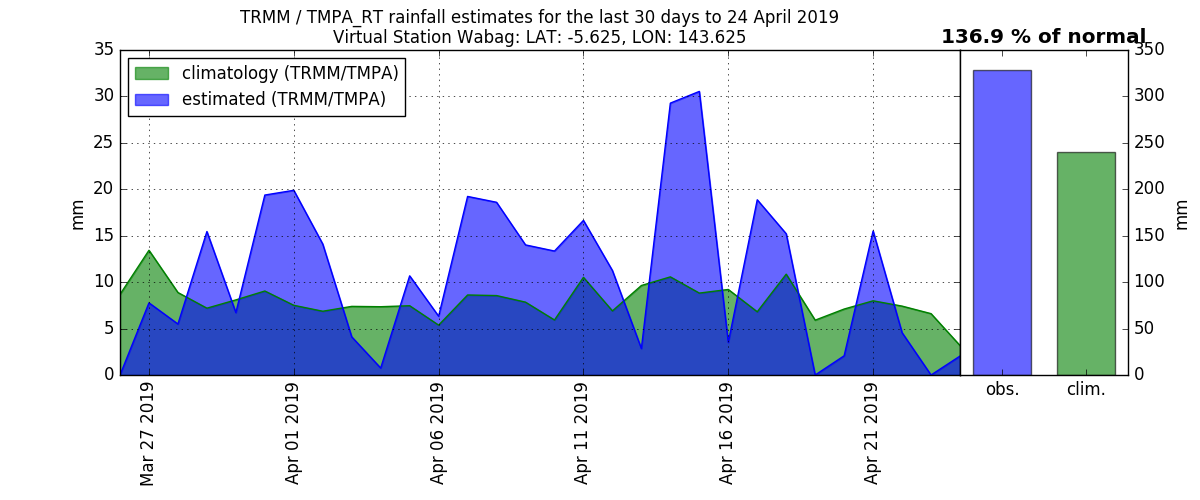 TRMM / TMPA_RT rainfall estimates for the last 30 days to 24 April 2019
Virtual Station Wabag: LAT: -5.625, LON: 143.625
136.9 % of normal
climatology (TRMM/TMPA)
estimated (TRMM/TMPA)
mm
35
30
25
20
15
10
5
0
Mar 27 2019
Apr 01 2019
Apr 06 2019
Apr 11 2019
Apr 16 2019
Apr 21 2019
350
300
250
200
150
100
50
0
mm
obs.
clim.